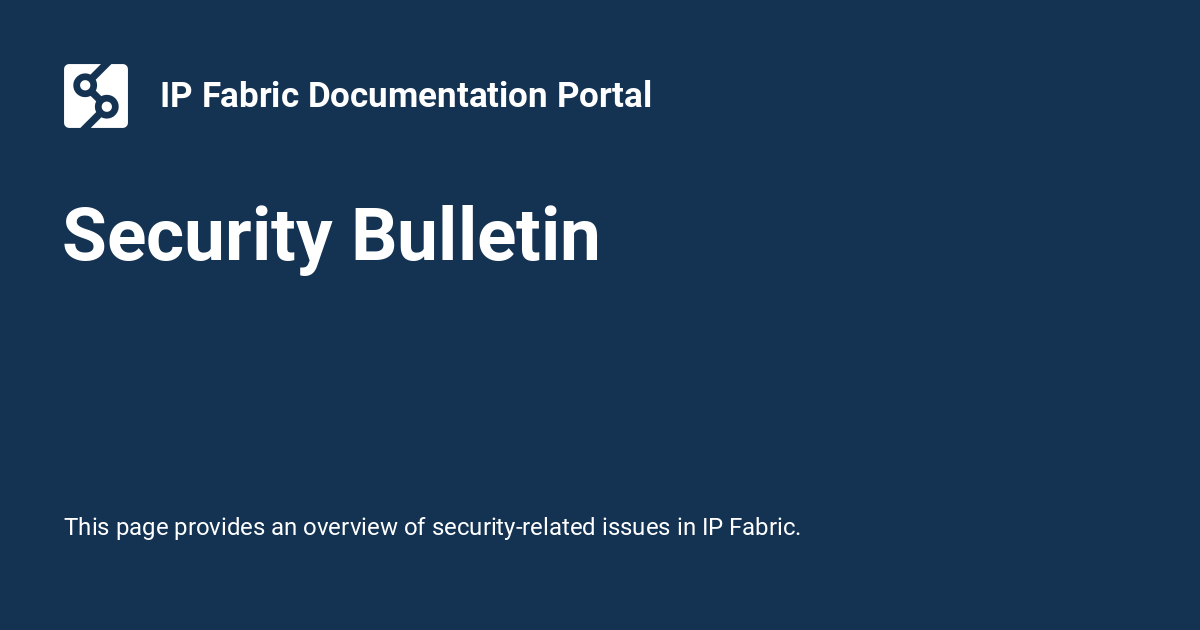 IP Fabric Documentation Portal
Security Bulletin
This page provides an overview of security-related issues in IP Fabric.